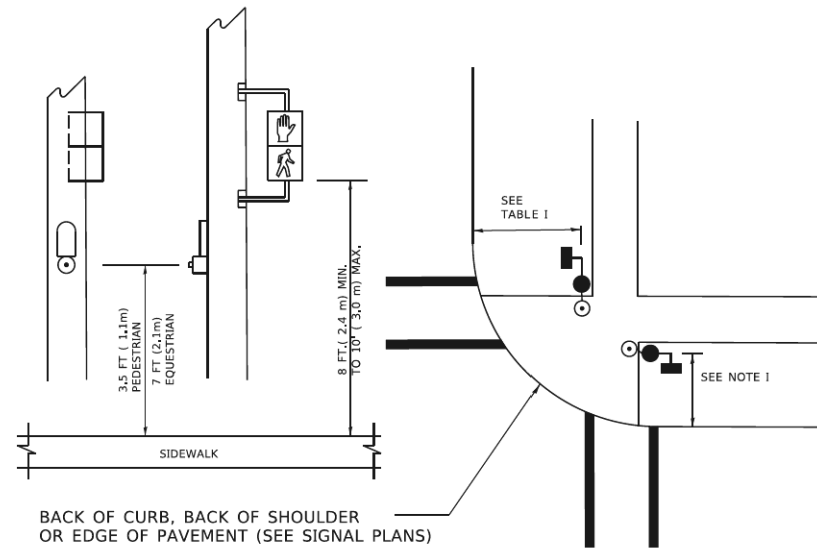 SEE
TABLE I
SEE NOTE I
3.5 FT ( 1.1m)
PEDESTRIAN
7 FT (2.1m)
EQUESTRIAN
8 FT.( 2.4 m) MIN.
TO 10' ( 3.0 m) MAX.
SIDEWALK
BACK OF CURB, BACK OF SHOULDER
OR EDGE OF PAVEMENT (SEE SIGNAL PLANS)